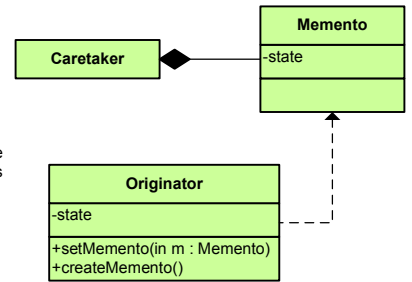 Memento
Caretaker
-state
e
s
Originator
-state
+setMemento(in m : Memento)
+createMemento()